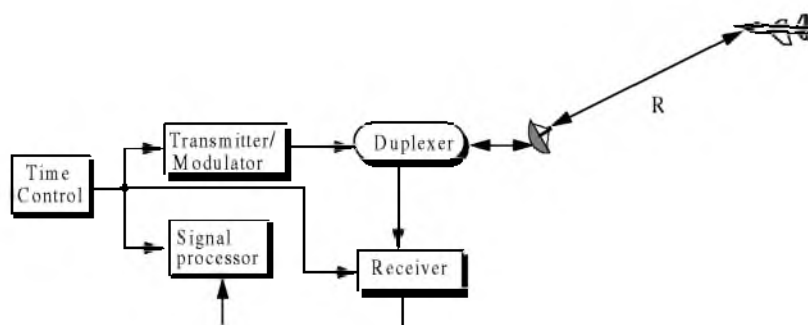 R
Transmitter/
Modulator
Duplexer
Time
Control
Signal
processor
Receiver